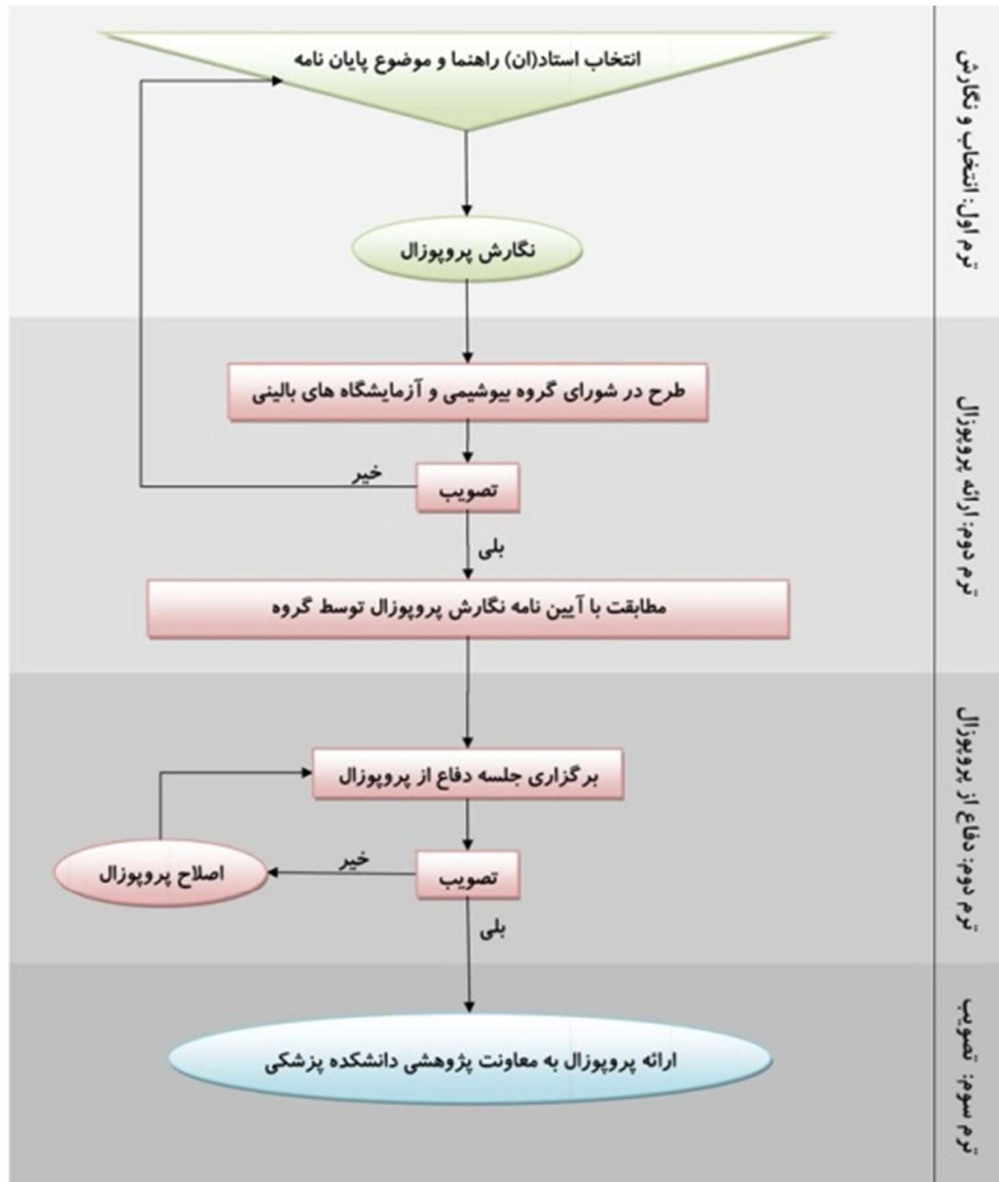 انتخاب استاد(ان) راهنما و موضوع پایان نامه
نگارش پروپوزال
ترم اول: انتخاب و نگارش
طرح در شورای گروه بیوشیمی و آزمایشگاه های بالینی
تصویب
خیر
بلی
مطابقت با آیین نامه نگارش پروپوزال توسط گروه
ترم دوم: ارائه پروپوزال
برگزاری جلسه دفاع از پروپوزال
تصویب
خیر
اصلاح پروپوزال
بلی
ترم دوم: دفاع از پروپوزال
ارائه پروپوزال به معاونت پژوهشی دانشکده پزشکی
ترم سوم: تصویب